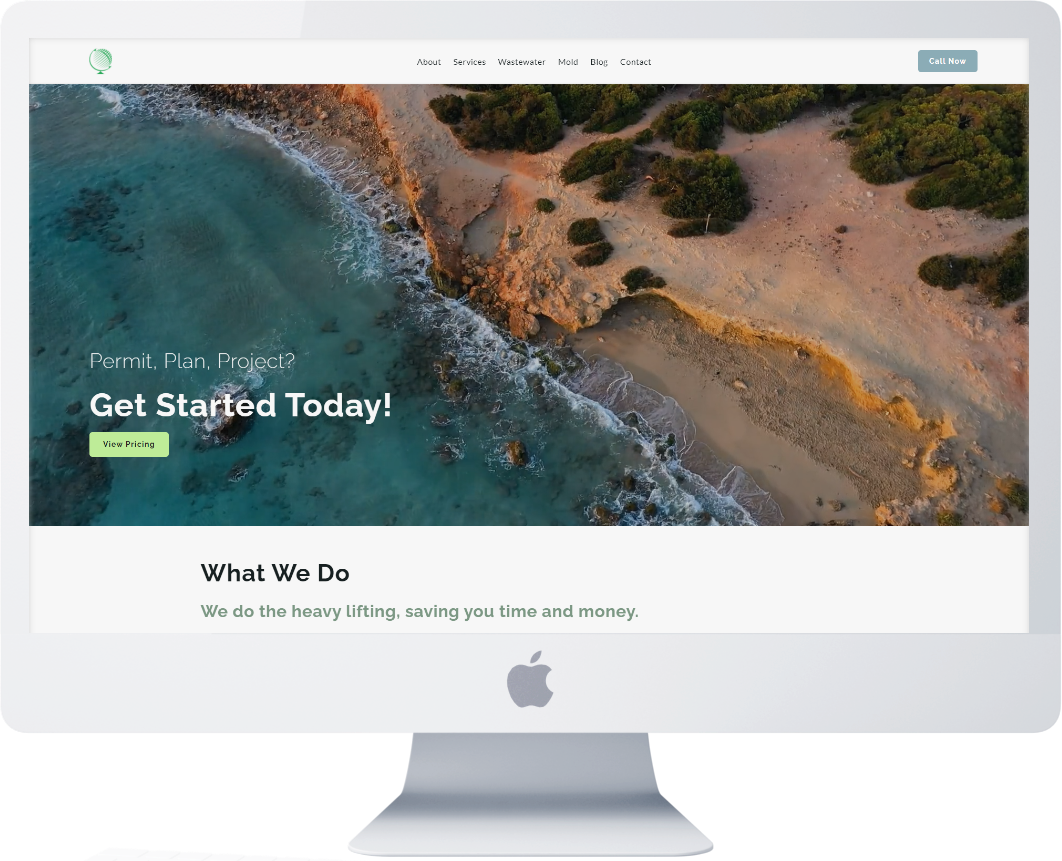 About Services Wastewater Mold Blog Contact Call Now
Permit, Plan, Project?
Get Started Today!
View Pricing
What We Do
We do the heavy lifting, saving you time and money.